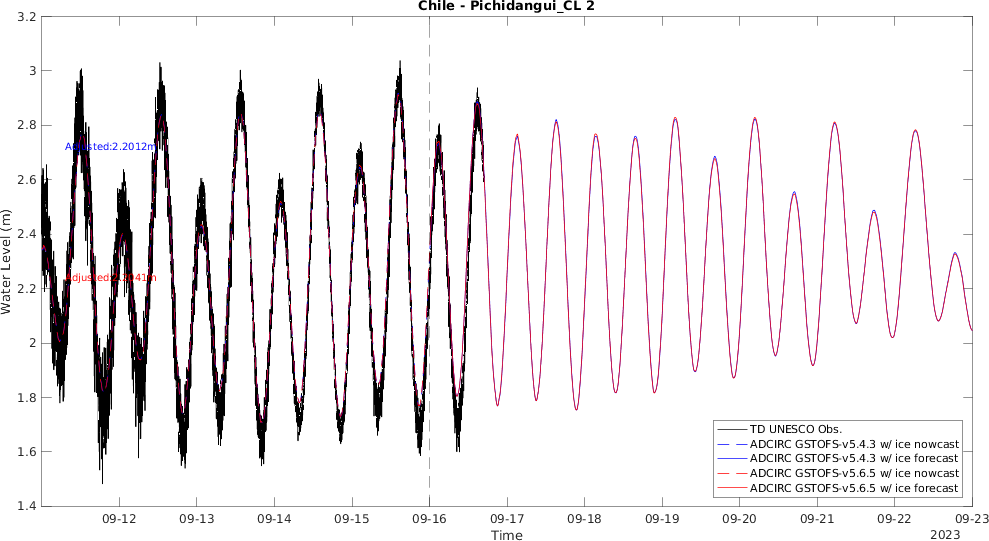 Chile - Pichidangui_CL 2
3.2
3
2.8
2.6
2.4
2.2
2
1.8
1.6
1.4
Water Level (m)
Adjusted:2.2012m
Adjusted:2.2041m
TD UNESCO Obs.
ADCIRC GSTOFS-v5.4.3 w/ ice nowcast
ADCIRC GSTOFS-v5.4.3 w/ ice forecast
ADCIRC GSTOFS-v5.6.5 w/ ice nowcast
ADCIRC GSTOFS-v5.6.5 w/ ice forecast
09-12 09-13 09-14 09-15 09-16 09-17 09-18 09-19 09-20 09-21 09-22 09-23
Time
2023